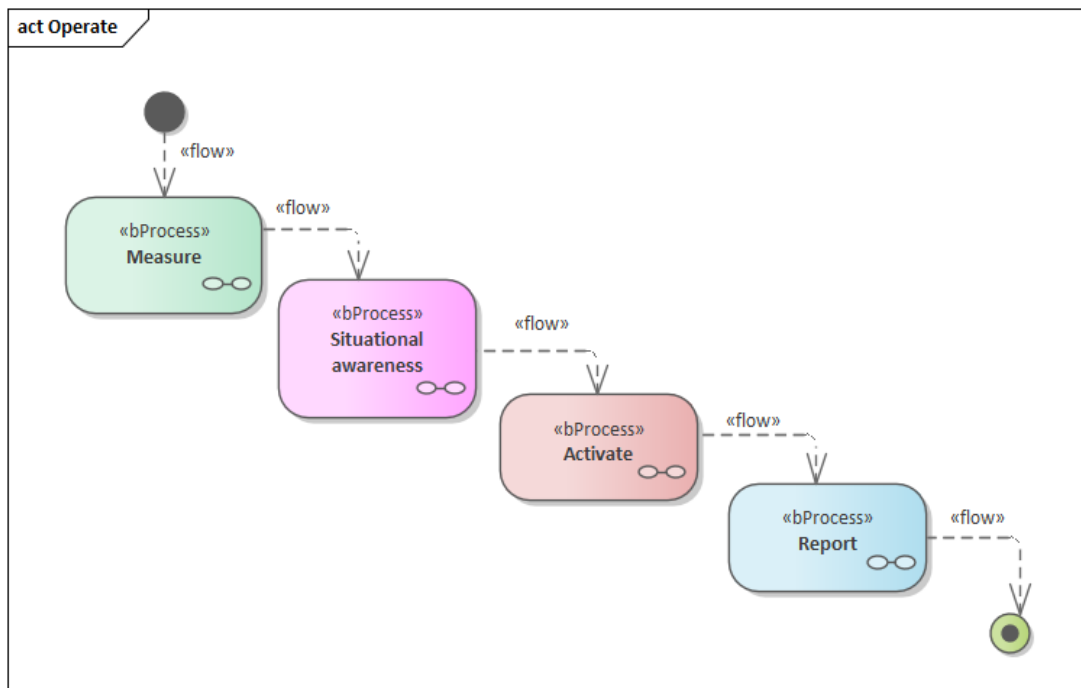 act Operate
«flow»
«bProcess»
Measure
«flow»
«bProcess»
Situational
awareness
«flow»
«bProcess»
Activate
«flow»
«bProcess»
Report
«flow»